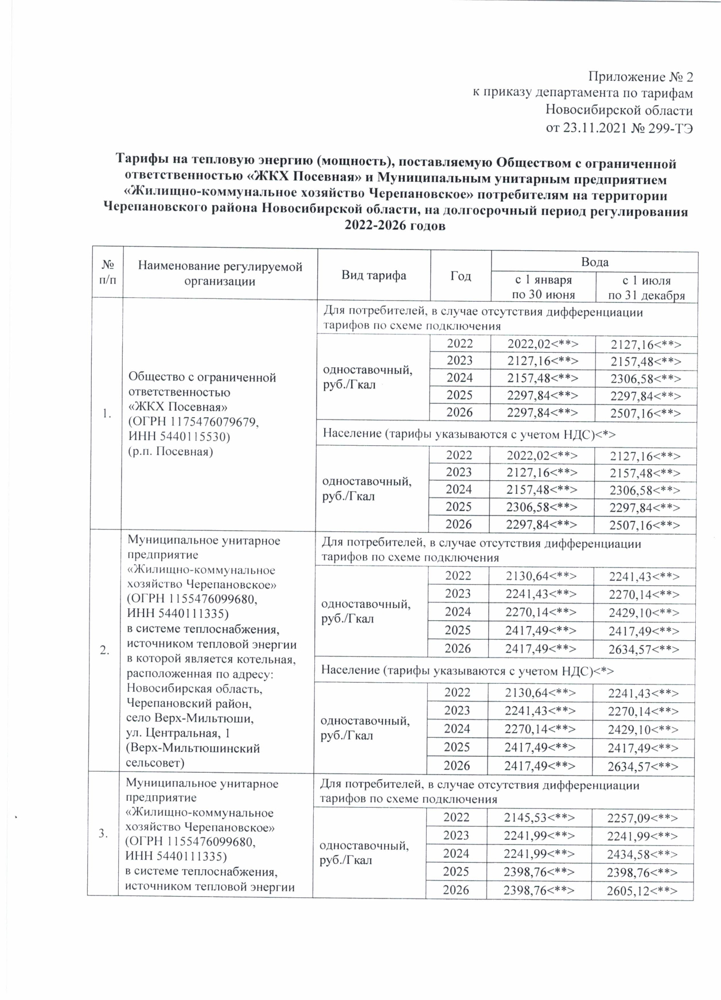 Приложение № 2
к приказу департамента по тарифам
Новосибирской области
от 23.11.2021 № 299-ТЭ
Тарифы на тепловую энергию (мощность), поставляемую Обществом с ограниченной
ответственностью «ЖКХ Посевная» и Муниципальным унитарным предприятием
«Жилищно-коммунальное хозяйство Черепановское» потребителям на территории
Черепановского района Новосибирской области, на долгосрочный период регулирования
2022-2026 годов
№
п/п
Наименование регулируемой
организации
Вид тарифа
Год
Вода
с 1 января
по 30 июня
с 1 июля
по 31 декабря
1.
Общество с ограниченной
ответственностью
«ЖКХ Посевная»
(ОГРН 1175476079679,
ИНН 5440115530)
(р.п. Посевная)
Для потребителей, в случае отсутствия дифференциации
тарифов по схеме подключения
одноставочный,
руб./Гкал
2022 2022,02<**> 2127,16<**>
2023 2127,16<**> 2157,48<**>
2024 2157,48<**> 2306,58<**>
2025 2297,84<**> 2297,84<**>
2026 2297,84<**> 2507,16<**>
Население (тарифы указываются с учетом НДС)<*>
одноставочный,
руб./Гкал
2022 2022,02<**> 2127,16<**>
2023 2127,16<**> 2157,48<**>
2024 2157,48<**> 2306,58<**>
2025 2306,58<**> 2297,84<**>
2026 2297,84<**> 2507,16<**>
2.
Муниципальное унитарное
предприятие
«Жилищно-коммунальное
хозяйство Черепановское»
(ОГРН 1155476099680,
ИНН 5440111335)
в системе теплоснабжения,
источником тепловой энергии
в которой является котельная,
расположенная по адресу:
Новосибирская область,
Черепановский район,
село Верх-Мильтюши,
ул. Центральная, 1
(Верх-Мильтюшинский
сельсовет)
Для потребителей, в случае отсутствия дифференциации
тарифов по схеме подключения
одноставочный,
руб./Гкал
2022 2130,64<**> 2241,43<**>
2023 2241,43<**> 2270,14<**>
2024 2270,14<**> 2429,10<**>
2025 2417,49<**> 2417,49<**>
2026 2417,49<**> 2634,57<**>
Население (тарифы указываются с учетом НДС)<*>
одноставочный,
руб./Гкал
2022 2130,64<**> 2241,43<**>
2023 2241,43<**> 2270,14<**>
2024 2270,14<**> 2429,10<**>
2025 2417,49<**> 2417,49<**>
2026 2417,49<**> 2634,57<**>
3.
Муниципальное унитарное
предприятие
«Жилищно-коммунальное
хозяйство Черепановское»
(ОГРН 1155476099680,
ИНН 5440111335)
в системе теплоснабжения,
источником тепловой энергии
Для потребителей, в случае отсутствия дифференциации
тарифов по схеме подключения
одноставочный,
руб./Гкал
2022 2145,53<**> 2257,09<**>
2023 2241,99<**> 2241,99<**>
2024 2241,99<**> 2434,58<**>
2025 2398,76<**> 2398,76<**>
2026 2398,76<**> 2605,12<**>